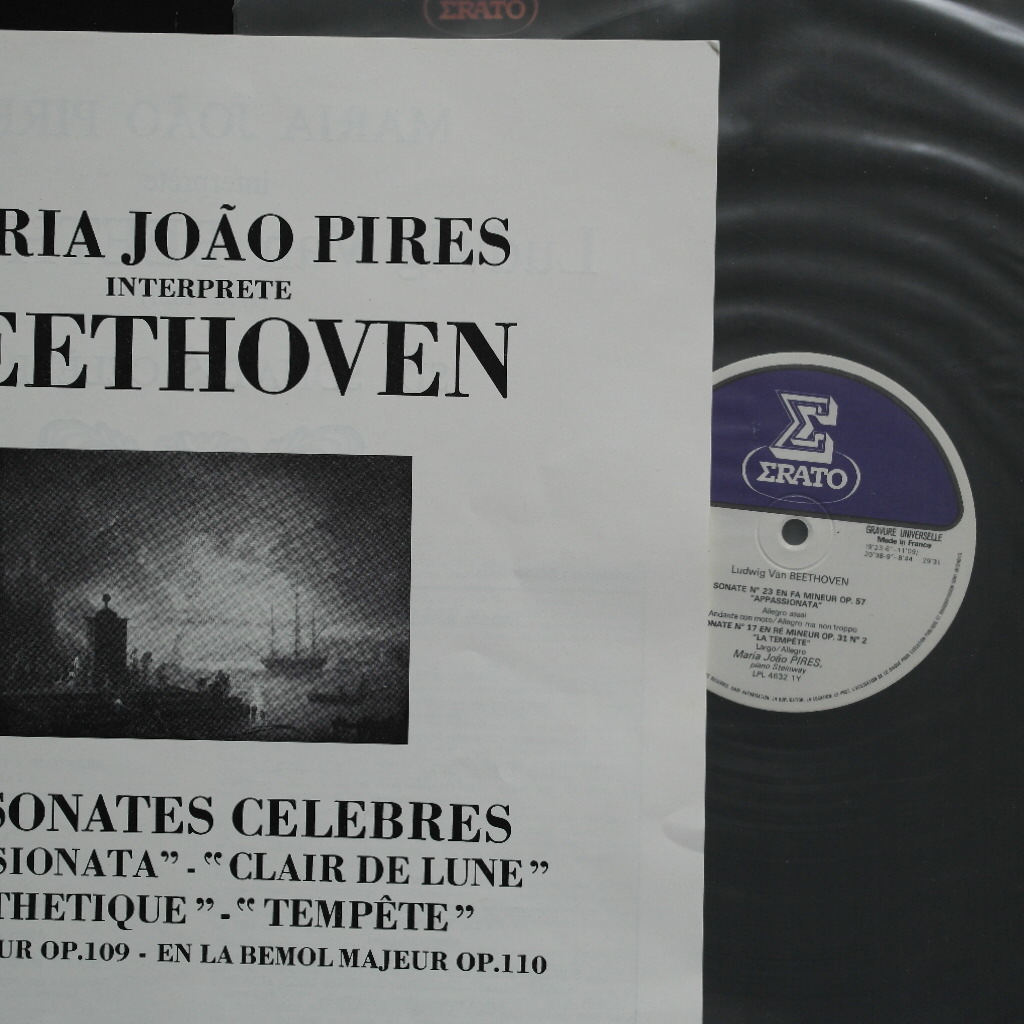 ΣRATO
RIA JOÃO PIRES
INTERPRETE
EETHOVEN
SONATES CELEBRES
SIONATA” - “CLAIR DE LUNE”
THETIQUE” - “TEMPÊTE”
UR OP.109 - EN LA BEMOL MAJEUR OP.110
ΣRATO
GRAVURE UNIVERSELLE
Made in France
Ludwig Van BEETHOVEN
SONATE N° 23 EN FA MINEUR OP. 57
"APPASSIONATA"
Allegro assai
Andante con moto/Allegro ma non troppo
NATE N° 17 EN RÉ MINEUR OP. 31 N° 2
"LA TEMPÊTE"
Largo/Allegro
Maria João PIRES,
piano Steinway
LPL 4632 1Y